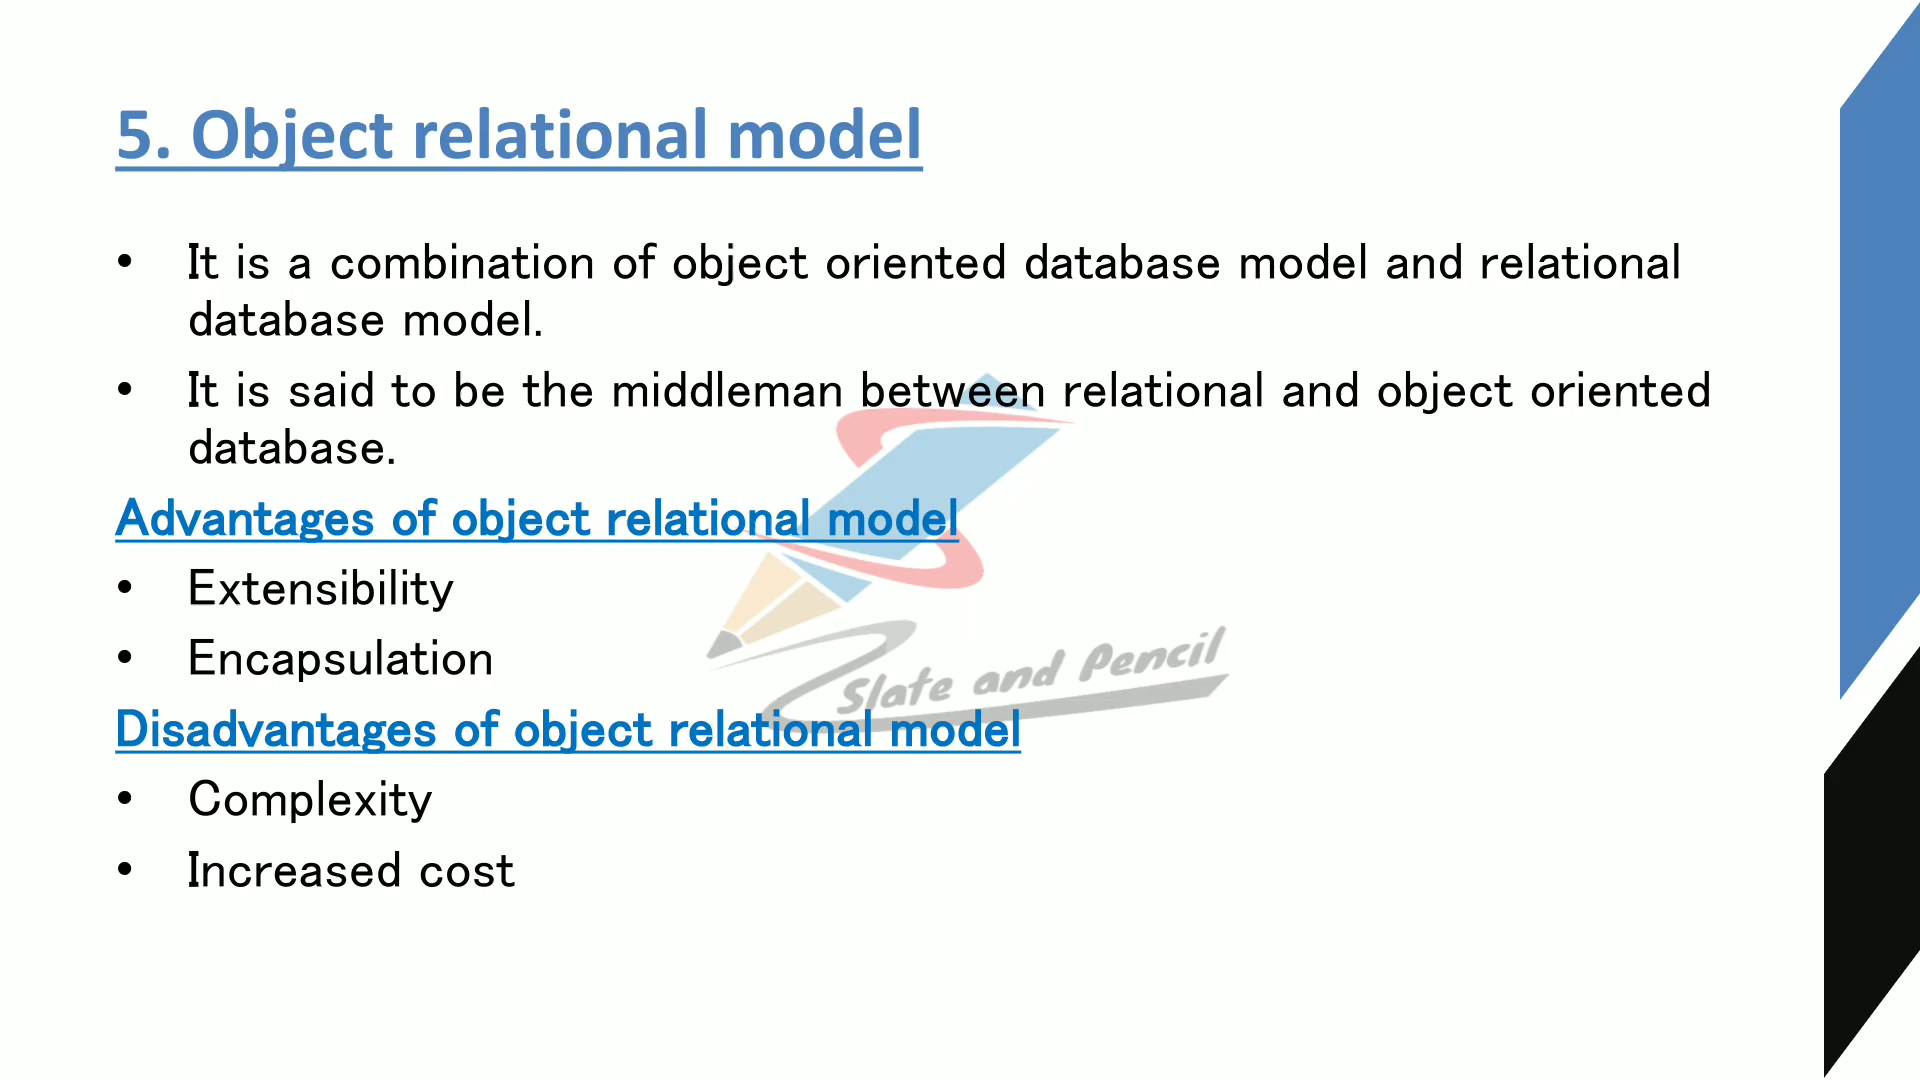 5. Object relational model
• It is a combination of object oriented database model and relational
database model.
• It is said to be the middleman between relational and object oriented
database.
Advantages of object relational model
• Extensibility
• Encapsulation
Slate and Pencil
Disadvantages of object relational model
• Complexity
• Increased cost